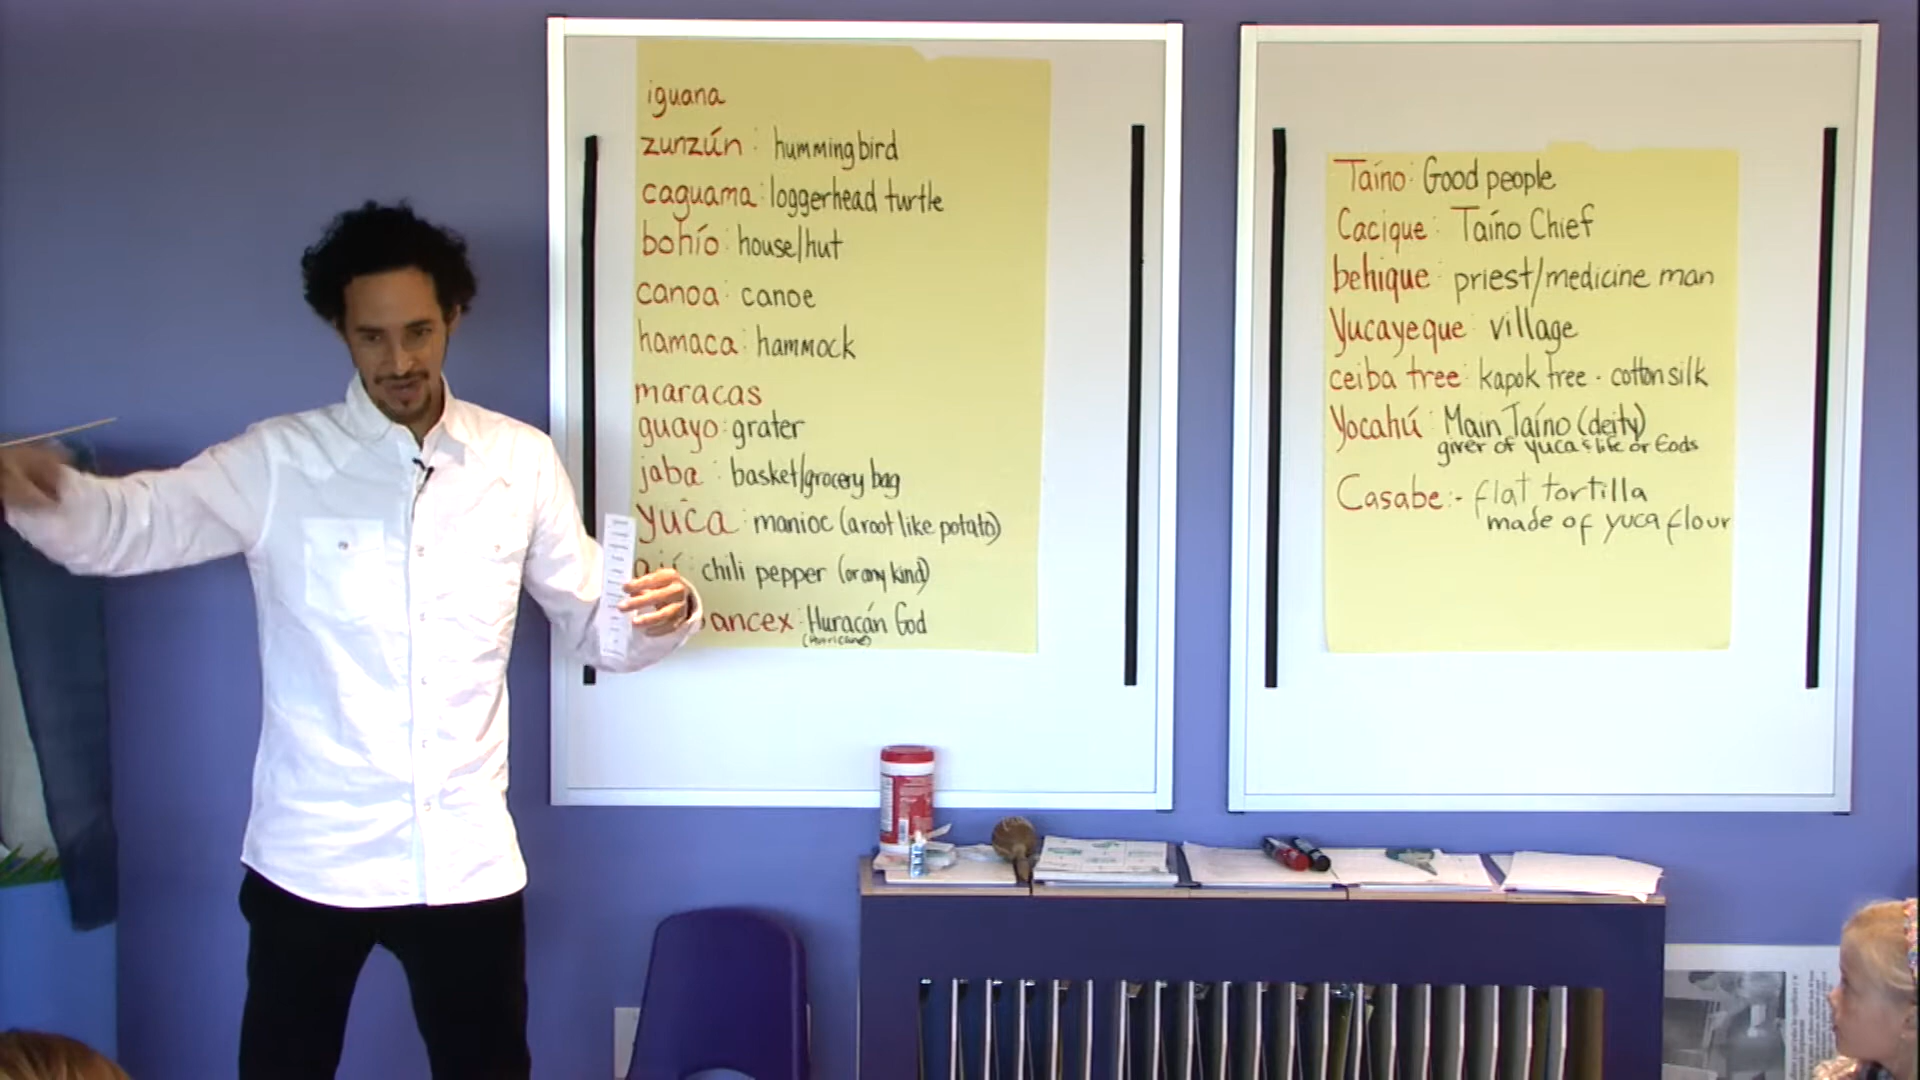 iguana
zunzún: hummingbird
caguama: loggerhead turtle
bohío: house/hut
canoa: canoe
hamaca: hammock
maracas
guayo: grater
jaba: basket/grocery bag
yuca: manioc (a root like potato)
ají: chili pepper (or any kind)
ancex: Huracán God
(Hurricane)
Taíno: Good people
Cacique: Taíno Chief
behique: priest/medicine man
Yucayeque: village
ceiba tree: kapok tree - cotton silk
Yocahú: Main Taíno (deity)
giver of yuca & life or Gods
Casabe:- flat tortilla
made of yuca flour